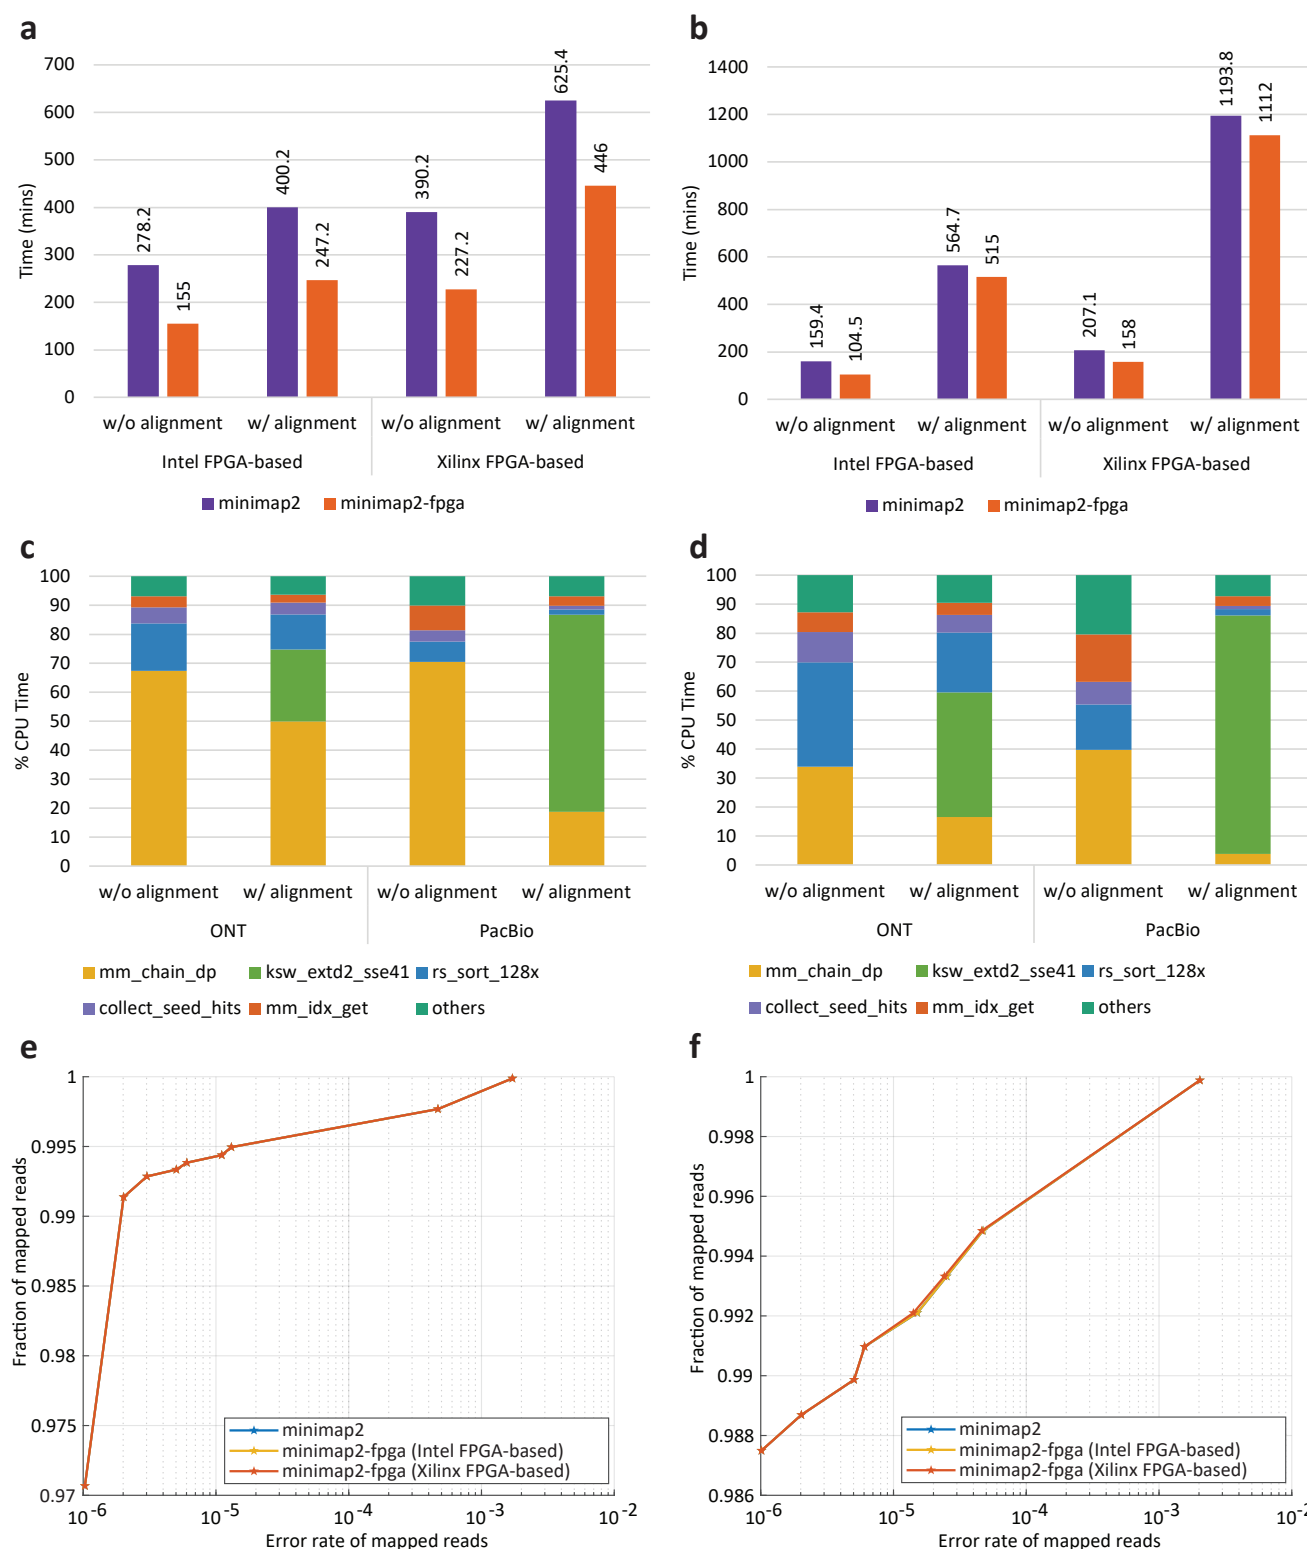 a
Time (mins)
700
600
500
400
300
200
100
0
278.2
155
400.2
247.2
390.2
227.2
625.4
446
w/o alignment
w/ alignment
w/o alignment
w/ alignment
Intel FPGA-based
Xilinx FPGA-based
minimap2
minimap2-fpga
b
Time (mins)
1400
1200
1000
800
600
400
200
0
159.4
104.5
564.7
515
207.1
158
1193.8
1112
w/o alignment
w/ alignment
w/o alignment
w/ alignment
Intel FPGA-based
Xilinx FPGA-based
minimap2
minimap2-fpga
c
% CPU Time
100
90
80
70
60
50
40
30
20
10
0
w/o alignment
w/ alignment
w/o alignment
w/ alignment
ONT
PacBio
mm_chain_dp
ksw_extd2_sse41
rs_sort_128x
collect_seed_hits
mm_idx_get
others
d
% CPU Time
100
90
80
70
60
50
40
30
20
10
0
w/o alignment
w/ alignment
w/o alignment
w/ alignment
ONT
PacBio
mm_chain_dp
ksw_extd2_sse41
rs_sort_128x
collect_seed_hits
mm_idx_get
others
e
Fraction of mapped reads
1
0.995
0.99
0.985
0.98
0.975
0.97
minimap2
minimap2-fpga (Intel FPGA-based)
minimap2-fpga (Xilinx FPGA-based)
10-6
10-5
10-4
10-3
10-2
Error rate of mapped reads
f
Fraction of mapped reads
1
0.998
0.996
0.994
0.992
0.99
0.988
0.986
minimap2
minimap2-fpga (Intel FPGA-based)
minimap2-fpga (Xilinx FPGA-based)
10-6
10-5
10-4
10-3
10-2
Error rate of mapped reads